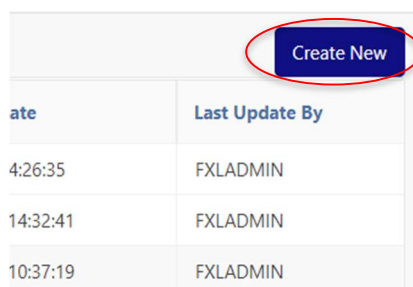 Create New
ate Last Update By
4:26:35 FXLADMIN
14:32:41 FXLADMIN
10:37:19 FXLADMIN